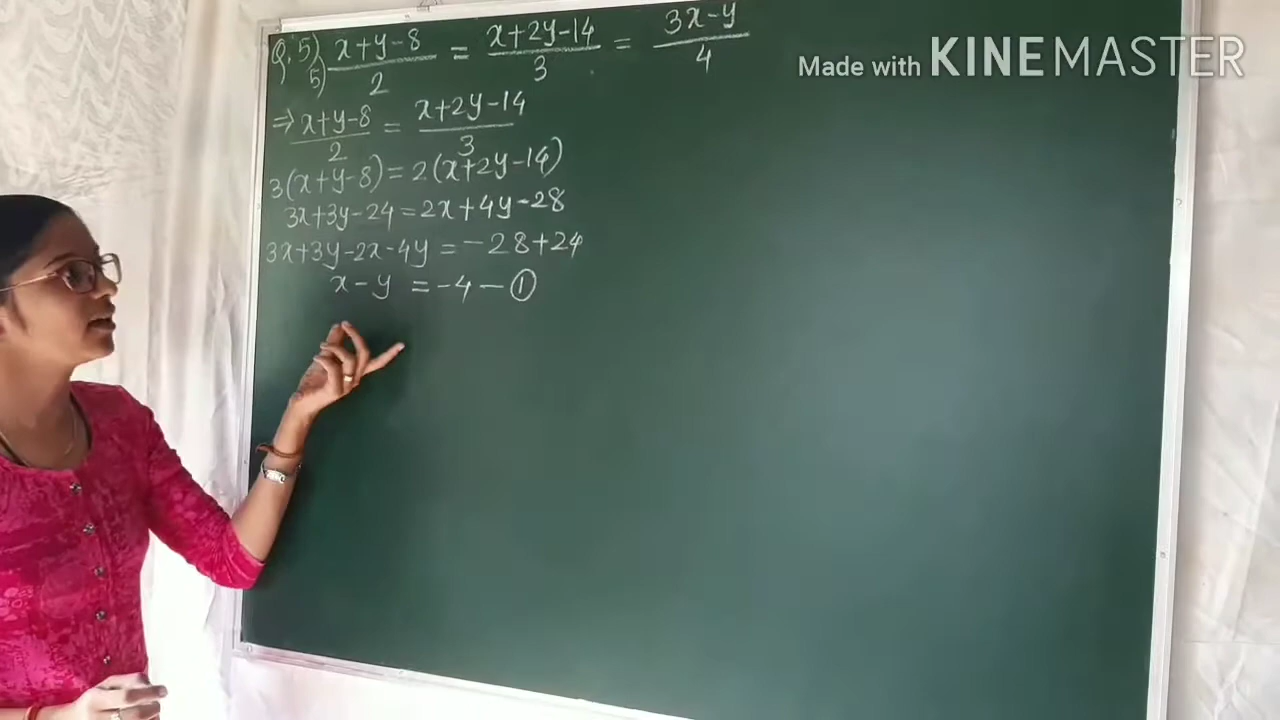 Q.5) 5) x+y-8/2 = x+2y-14/3 = 3x-y/4
Made with KINEMASTER
⇒ x+y-8/2 = x+2y-14/3
3(x+y-8) = 2(x+2y-14)
3x+3y-24 = 2x+4y-28
3x+3y-2x-4y = -28+24
x-y = -4 - ①